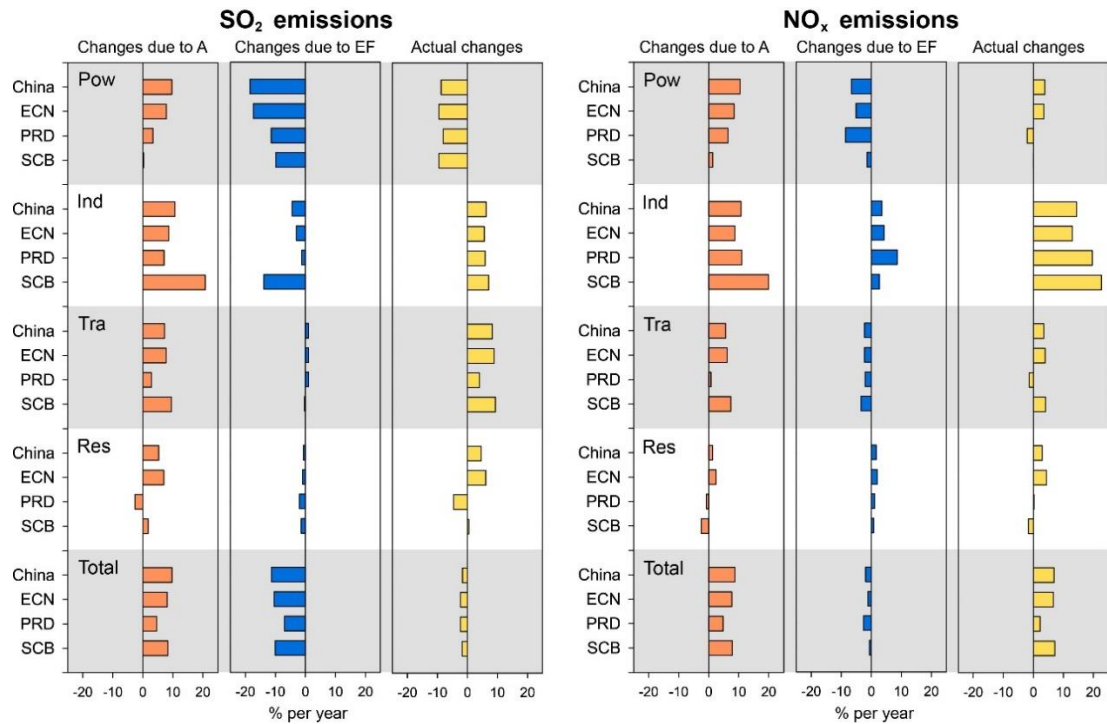 SO₂ emissions
Changes due to A Changes due to EF Actual changes
Pow
China
ECN
PRD
SCB
Ind
China
ECN
PRD
SCB
Tra
China
ECN
PRD
SCB
Res
China
ECN
PRD
SCB
Total
China
ECN
PRD
SCB
-20 -10 0 10 20 -20 -10 0 10 20 -20 -10 0 10 20
% per year
NOₓ emissions
Changes due to A Changes due to EF Actual changes
Pow
China
ECN
PRD
SCB
Ind
China
ECN
PRD
SCB
Tra
China
ECN
PRD
SCB
Res
China
ECN
PRD
SCB
Total
China
ECN
PRD
SCB
-20 -10 0 10 20 -20 -10 0 10 20 -20 -10 0 10 20
% per year